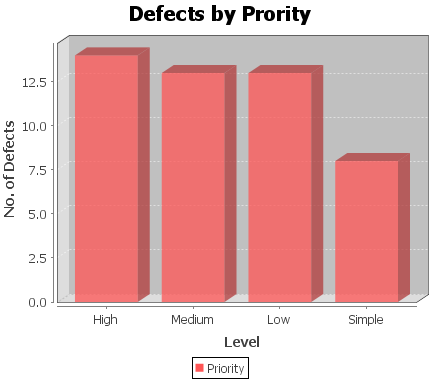 Defects by Prority
No. of Defects
12.5
10.0
7.5
5.0
2.5
0.0
High Medium Low Simple
Level
Priority